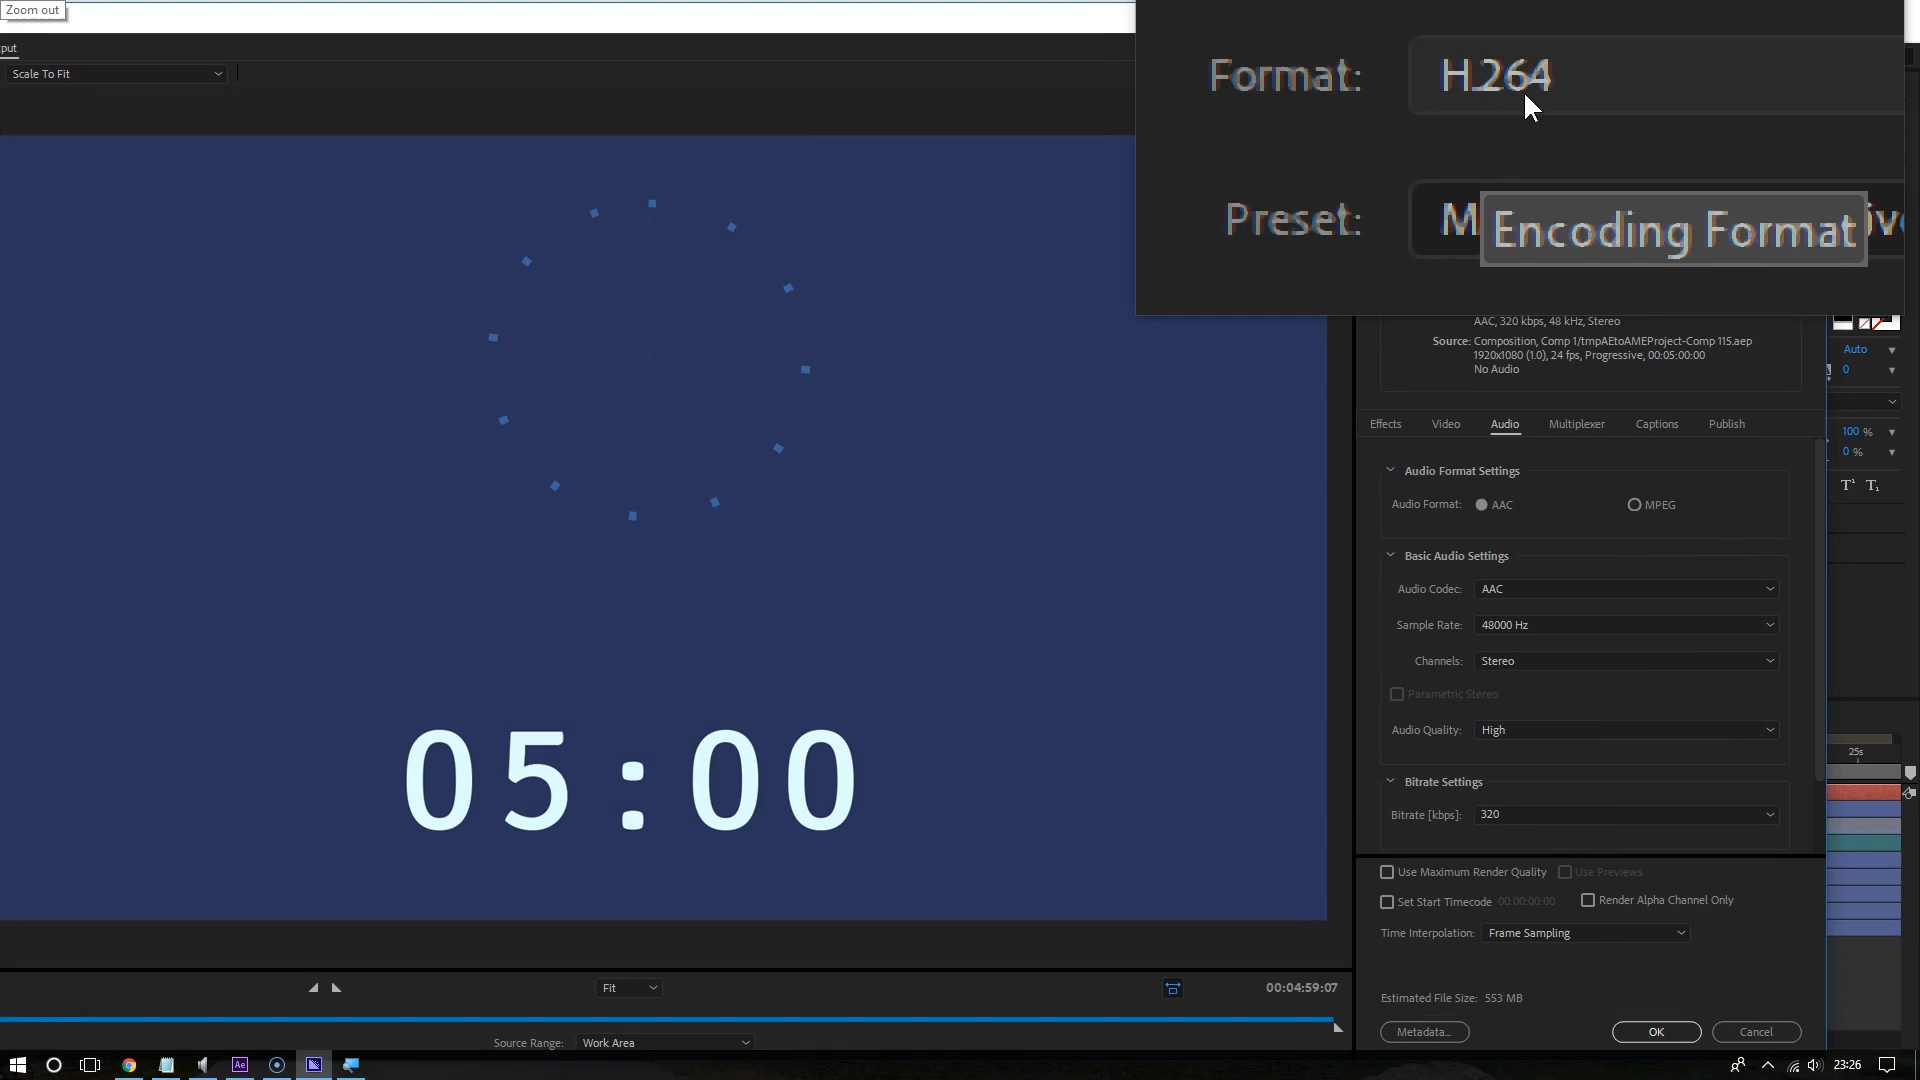 Zoom out
put
Scale To Fit
Format: H.264
Preset:
Encoding Format
AAC, 320 kbps, 48 kHz, Stereo
Source: Composition, Comp 1/tmpAEtoAMEProject-Comp 115.aep
1920x1080 (1.0), 24 fps, Progressive, 00:05:00:00
No Audio
Auto
0
100 %
0 %
Effects Video Audio Multiplexer Captions Publish
Audio Format Settings
Audio Format: AAC MPEG
Basic Audio Settings
Audio Codec: AAC
Sample Rate: 48000 Hz
Channels: Stereo
Parametric Stereo
Audio Quality: High
Bitrate Settings
Bitrate [kbps]: 320
05:00
25s
Use Maximum Render Quality Use Previews
Set Start Timecode 00:00:00:00 Render Alpha Channel Only
Time Interpolation: Frame Sampling
Fit
00:04:59:07
Estimated File Size: 553 MB
Metadata... OK Cancel
Source Range: Work Area
Ae
23:26